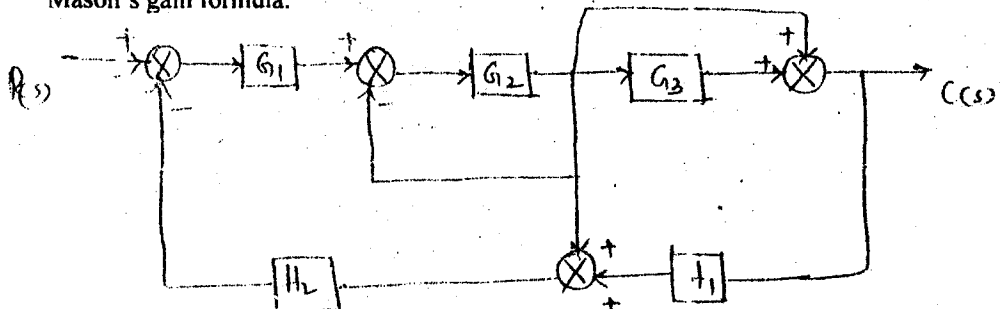 Mason's gain formula.
+ + +
R(s) G1 G2 G3 + C(s)
- -
+
H2 + H1